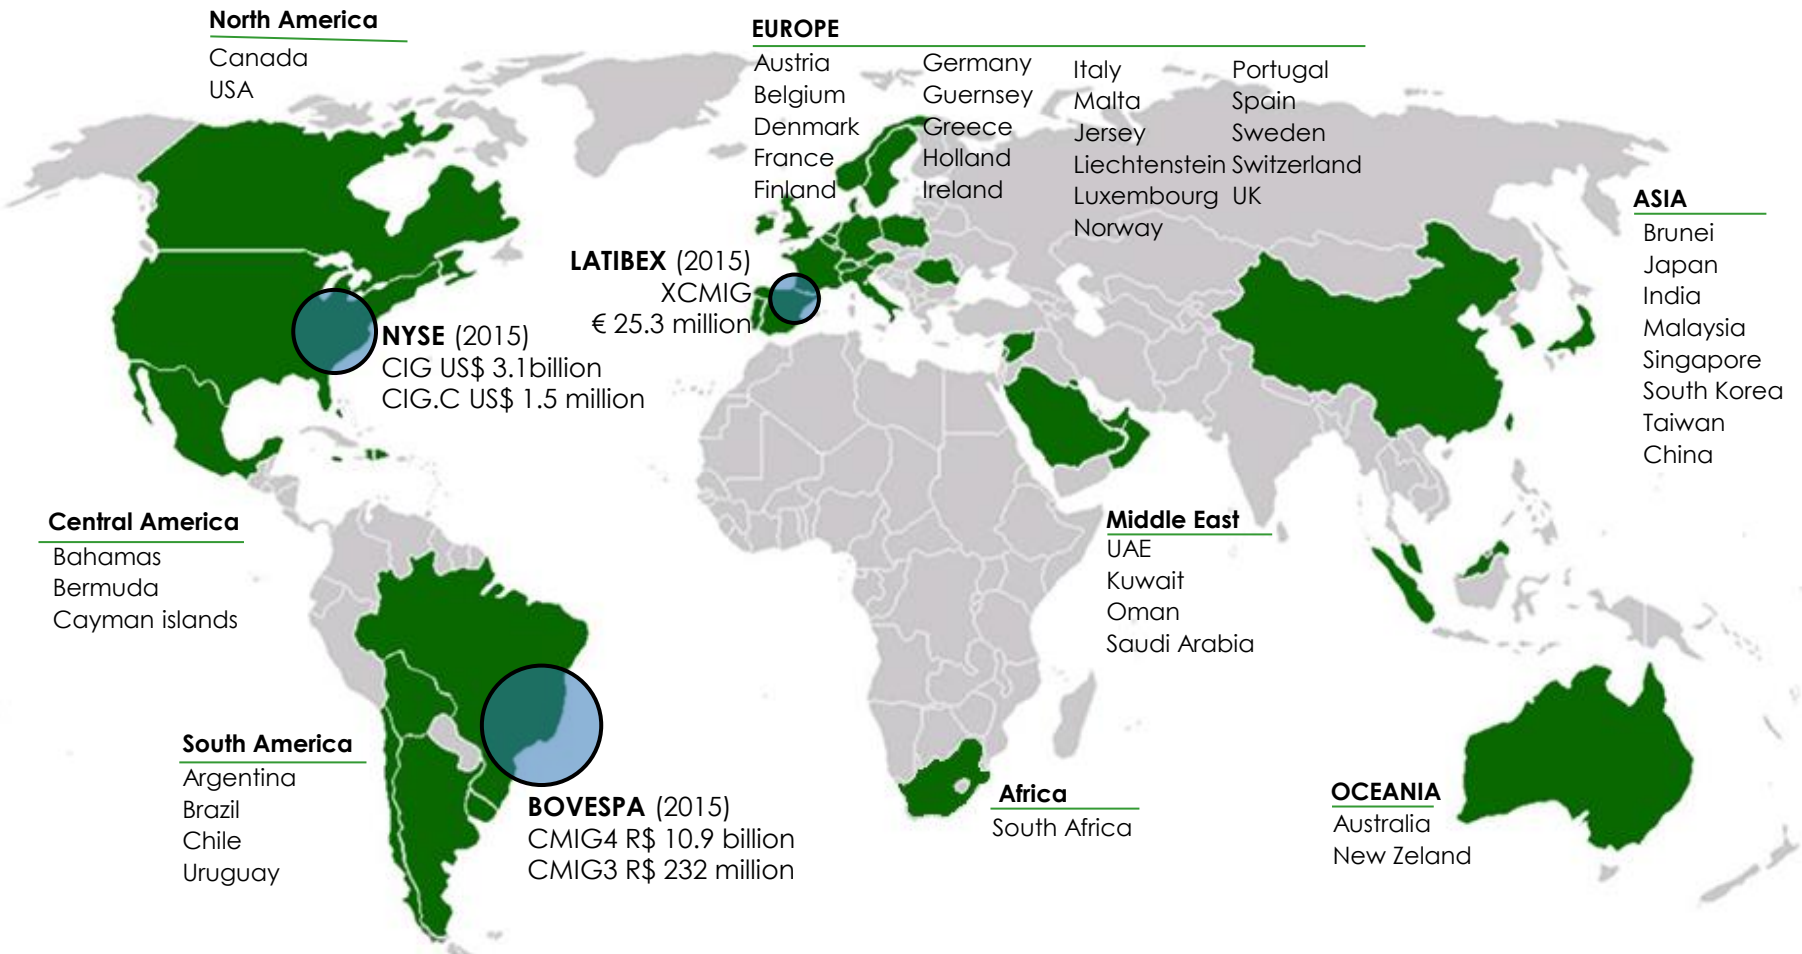 North America
Canada
USA
EUROPE
Austria
Belgium
Denmark
France
Finland
Germany
Guernsey
Greece
Holland
Ireland
Italy
Malta
Jersey
Liechtenstein
Luxembourg
Norway
Portugal
Spain
Sweden
Switzerland
UK
ASIA
Brunei
Japan
India
Malaysia
Singapore
South Korea
Taiwan
China
LATIBEX (2015)
XCMIG
€ 25.3 million
NYSE (2015)
CIG US$ 3.1billion
CIG.C US$ 1.5 million
Central America
Bahamas
Bermuda
Cayman islands
Middle East
UAE
Kuwait
Oman
Saudi Arabia
South America
Argentina
Brazil
Chile
Uruguay
BOVESPA (2015)
CMIG4 R$ 10.9 billion
CMIG3 R$ 232 million
Africa
South Africa
OCEANIA
Australia
New Zeland